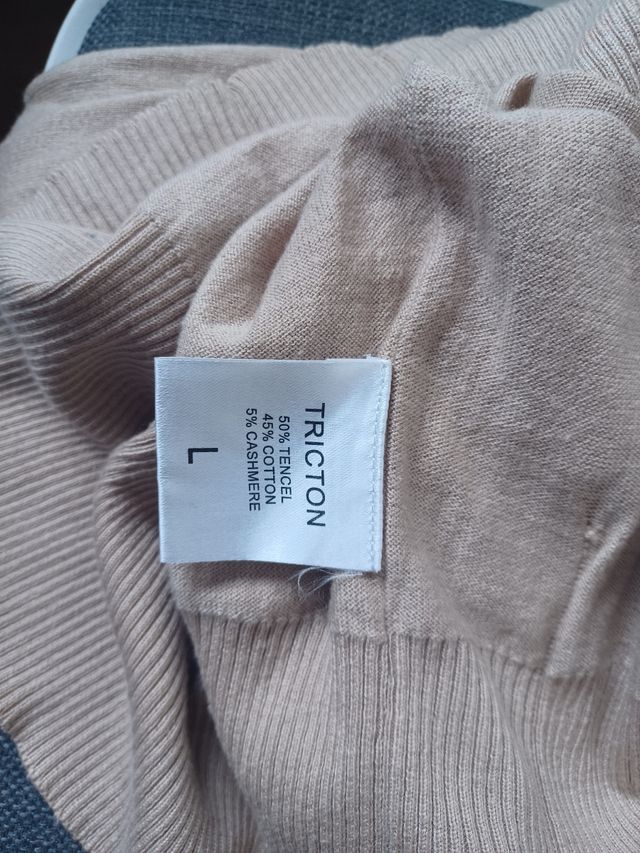 TRICTON
50% TENCEL
45% COTTON
5% CASHMERE
L